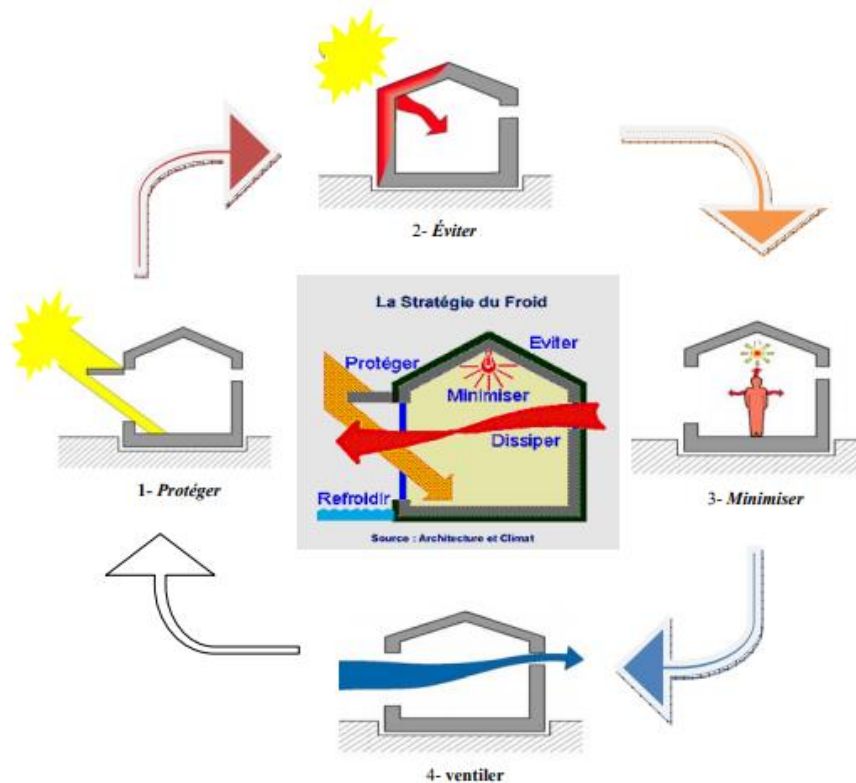 2- Éviter
La Stratégie du Froid
Eviter
Protéger
Minimiser
Dissiper
Refroidir
Source : Architecture et Climat
1- Protéger
3- Minimiser
4- ventiler